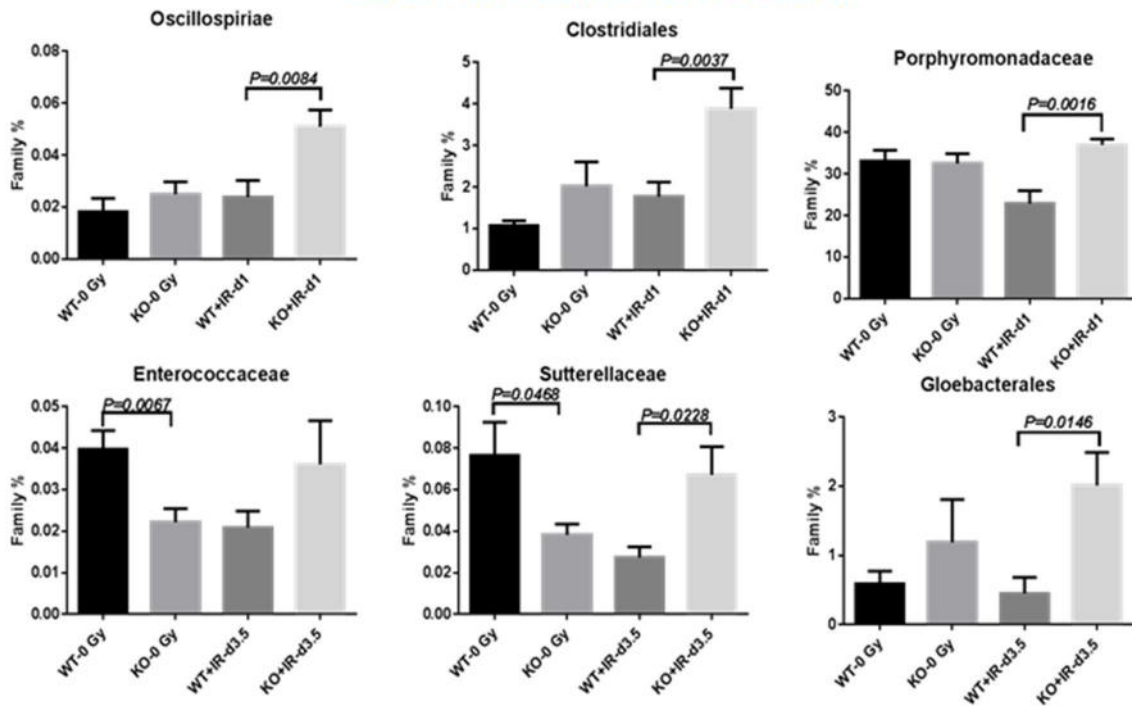 Oscillospiriae
Family %
0.08
0.06
0.04
0.02
0.00
P=0.0084
WT-0 Gy
KO-0 Gy
WT+IR-d1
KO+IR-d1
Clostridiales
Family %
5
4
3
2
1
0
P=0.0037
WT-0 Gy
KO-0 Gy
WT+IR-d1
KO+IR-d1
Porphyromonadaceae
Family %
50
40
30
20
10
0
P=0.0016
WT-0 Gy
KO-0 Gy
WT+IR-d1
KO+IR-d1
Enterococcaceae
Family %
0.05
0.04
0.03
0.02
0.01
0.00
P=0.0067
WT-0 Gy
KO-0 Gy
WT+IR-d3.5
KO+IR-d3.5
Sutterellaceae
Family %
0.10
0.08
0.06
0.04
0.02
0.00
P=0.0468
P=0.0228
WT-0 Gy
KO-0 Gy
WT+IR-d3.5
KO+IR-d3.5
Gloebacterales
Family %
3
2
1
0
P=0.0146
WT-0 Gy
KO-0 Gy
WT+IR-d3.5
KO+IR-d3.5